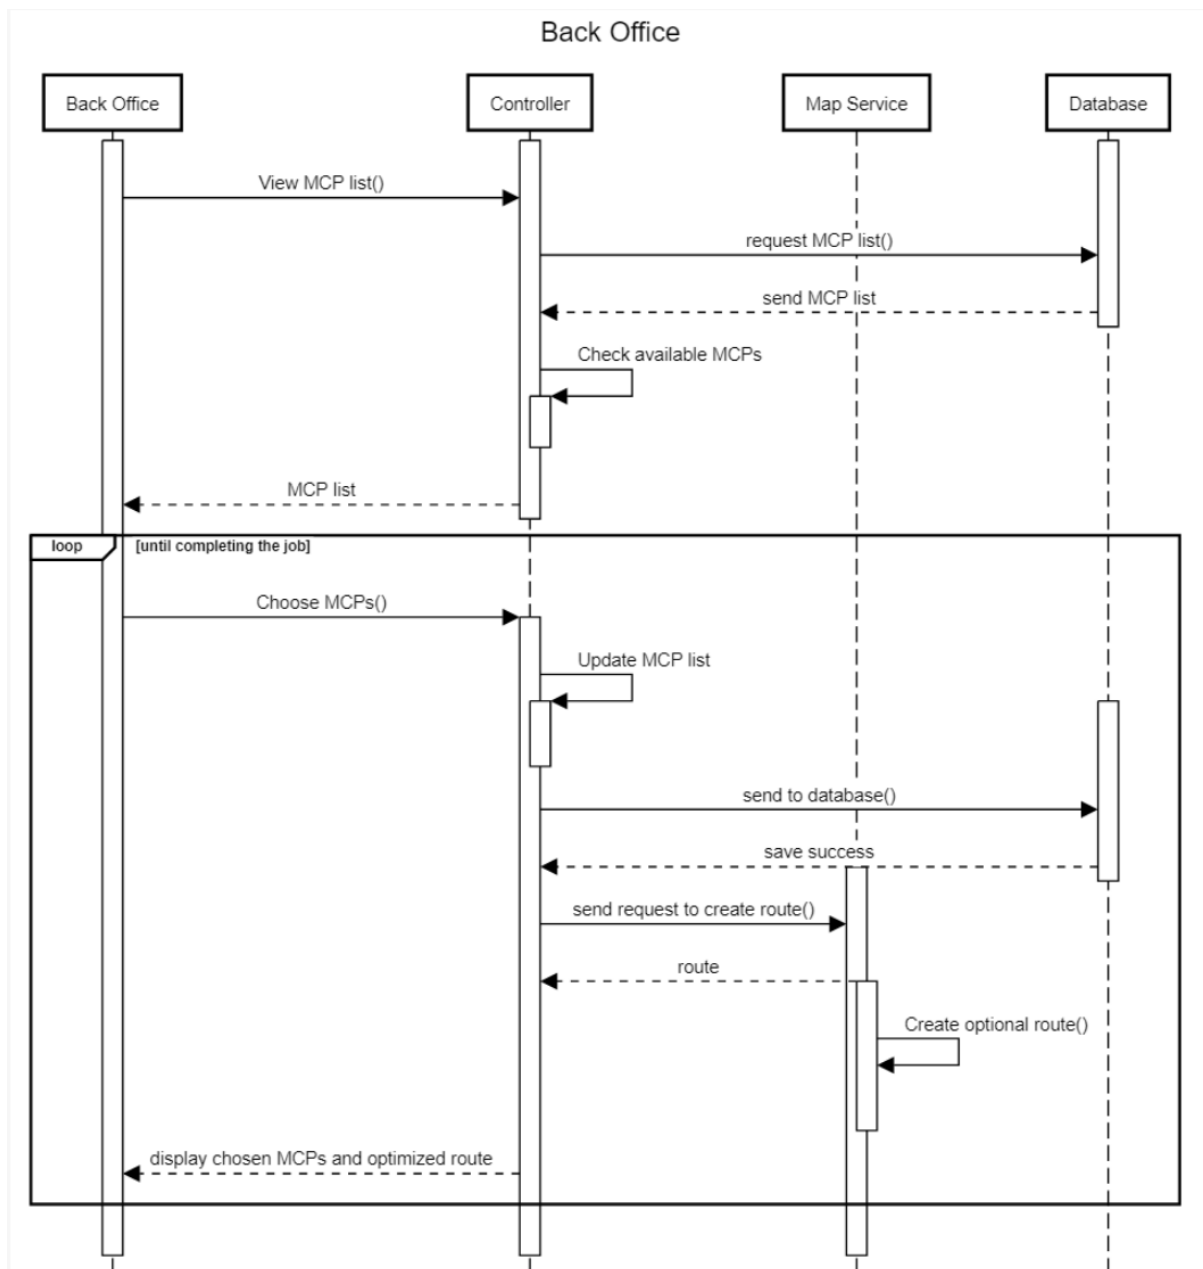 Back Office
Back Office
Controller
Map Service
Database
View MCP list()
request MCP list()
send MCP list
Check available MCPs
MCP list
loop
[until completing the job]
Choose MCPs()
Update MCP list
send to database()
save success
send request to create route()
route
Create optional route()
display chosen MCPs and optimized route